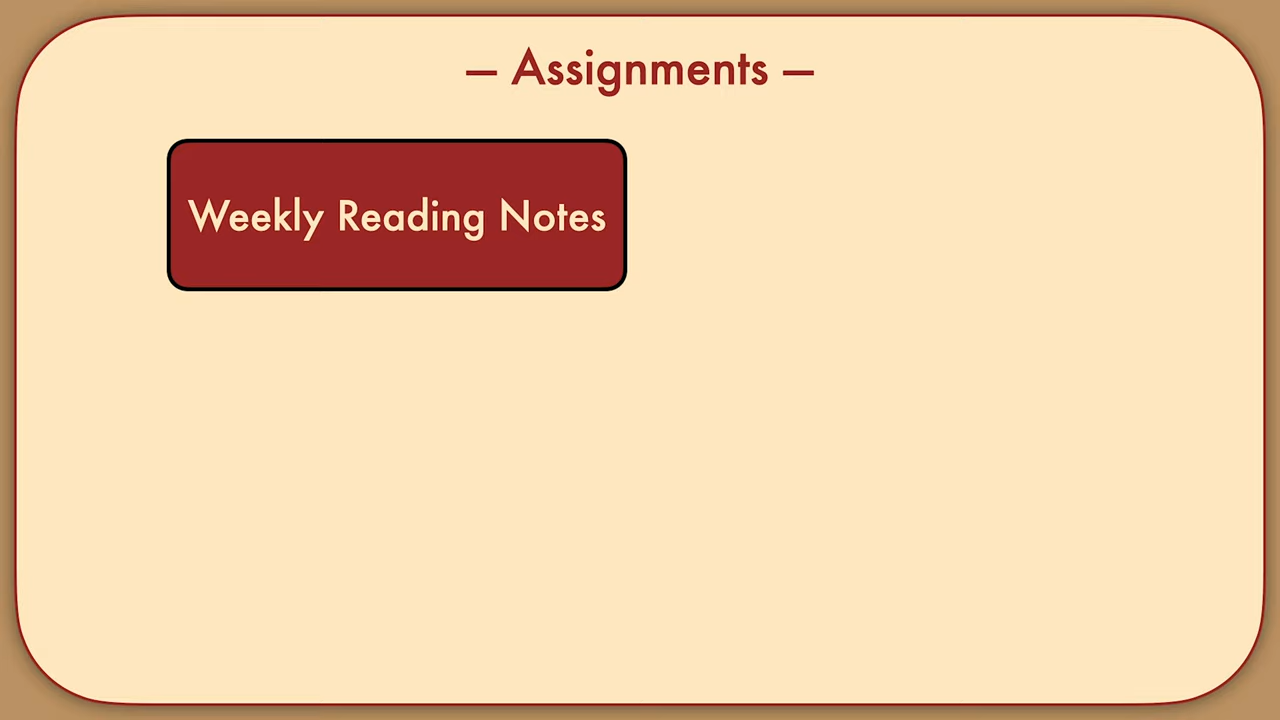 — Assignments —
Weekly Reading Notes